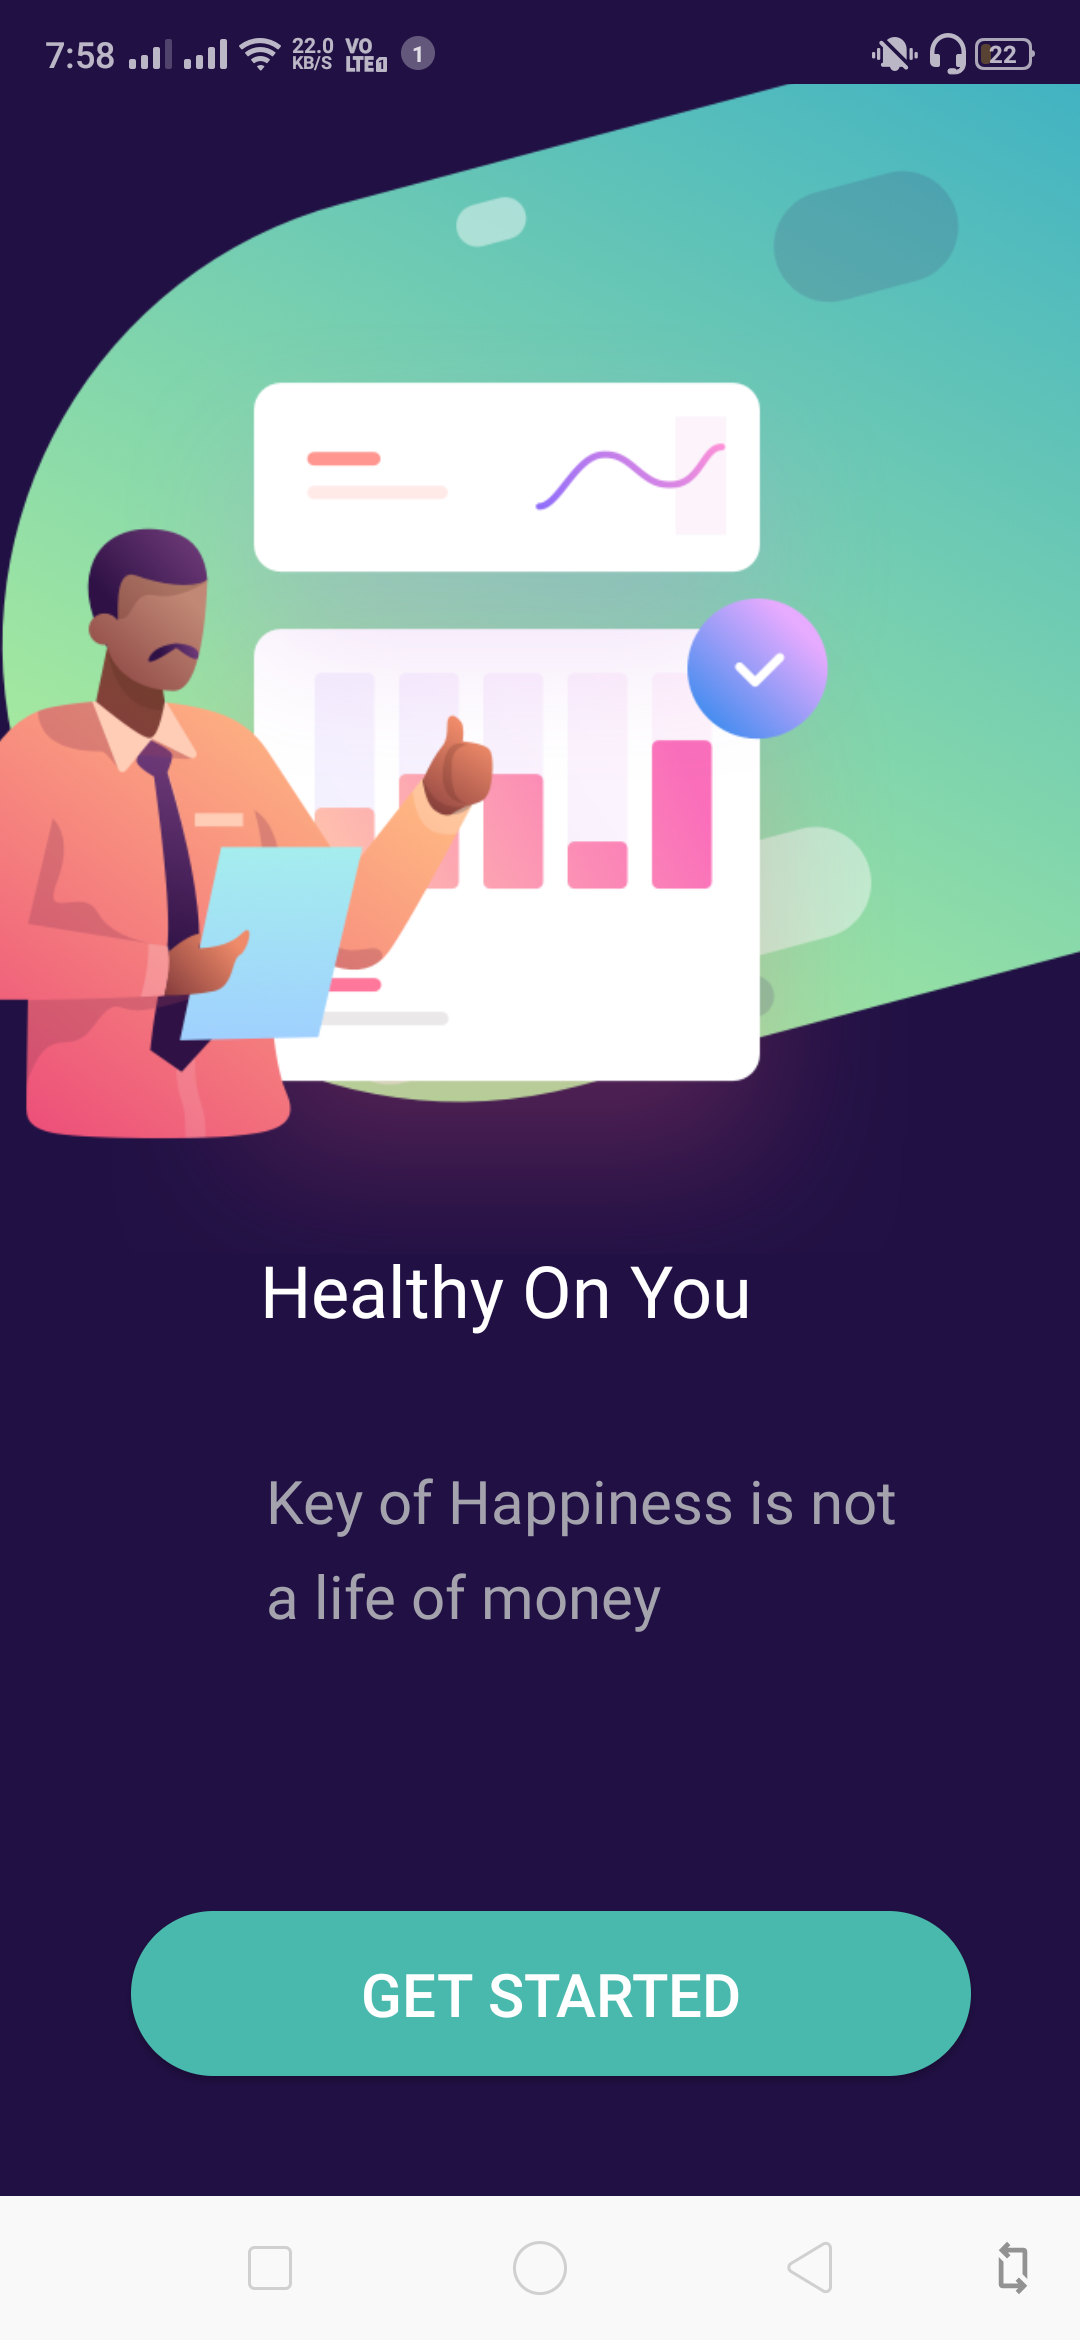 7:58 22.0 KB/S VO LTE1 1 22
Healthy On You
Key of Happiness is not
a life of money
GET STARTED